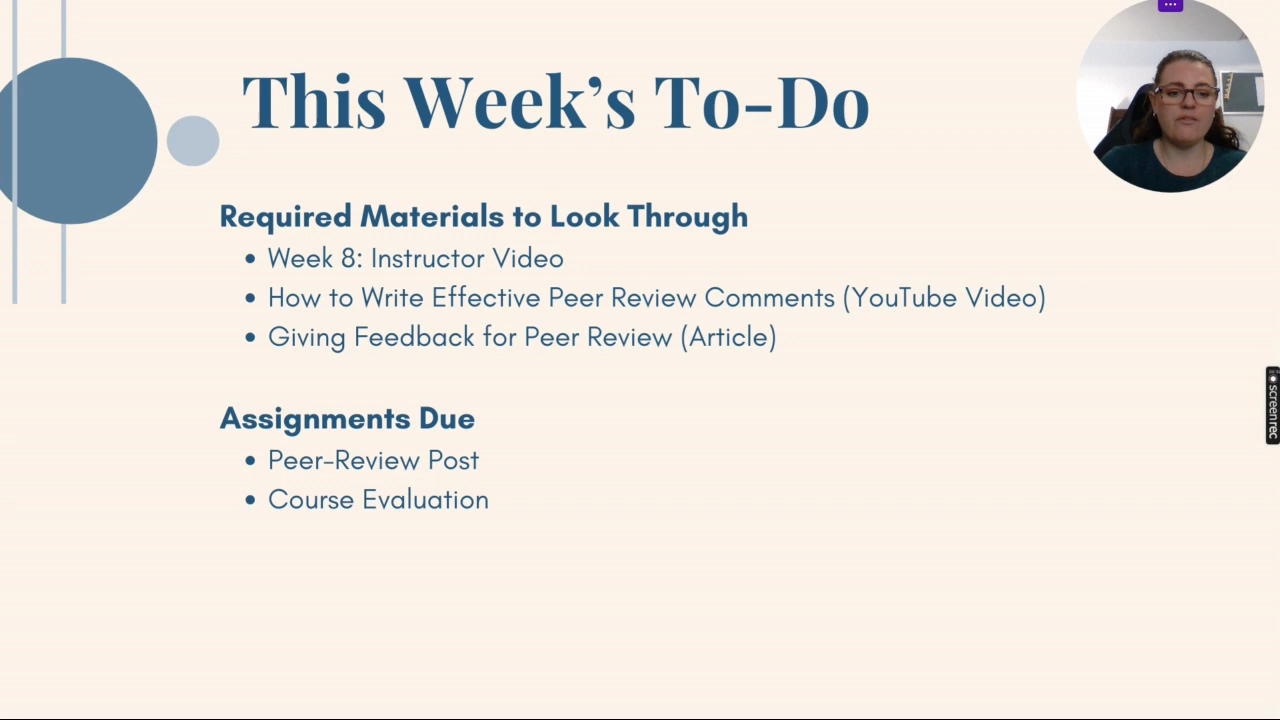 This Week's To-Do
Required Materials to Look Through
• Week 8: Instructor Video
• How to Write Effective Peer Review Comments (YouTube Video)
• Giving Feedback for Peer Review (Article)
Assignments Due
• Peer-Review Post
• Course Evaluation
screenrec